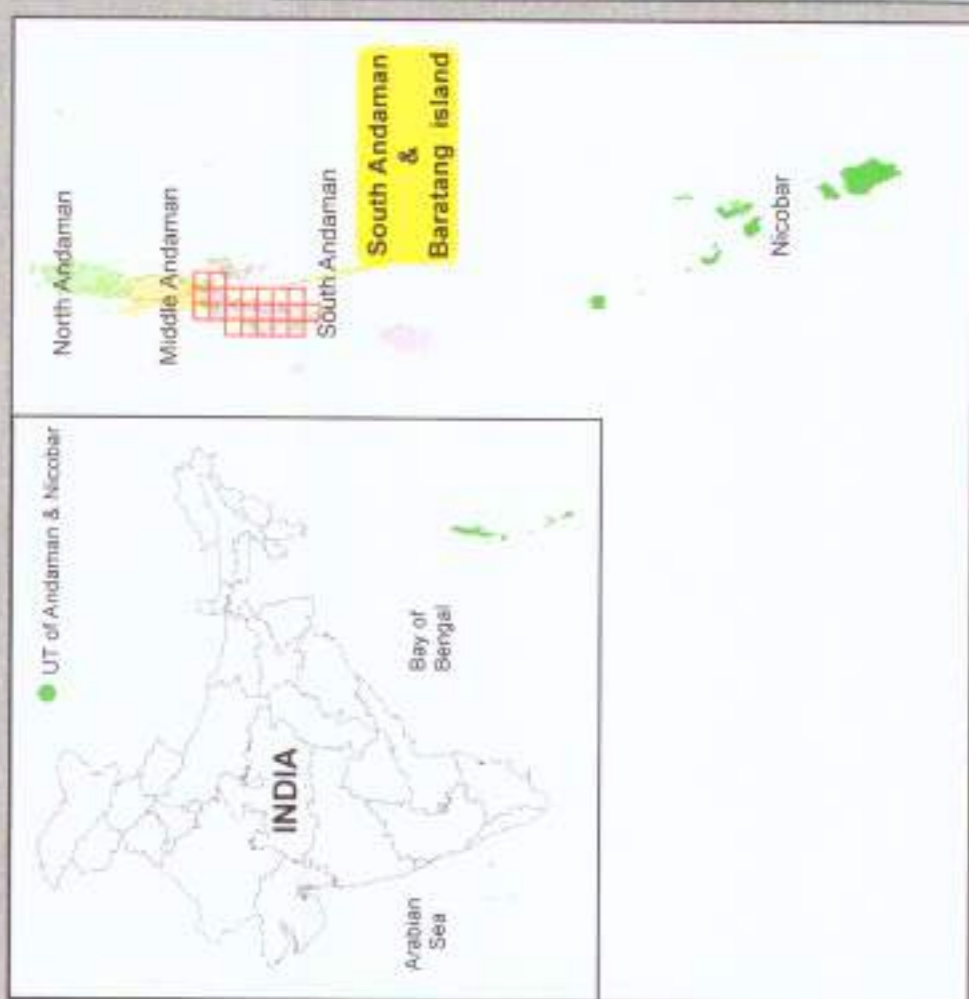 UT of Andaman & Nicobar
INDIA
Arabian
Sea
Bay of
Bengal
North Andaman
Middle Andaman
South Andaman
South Andaman
&
Baratang island
Nicobar